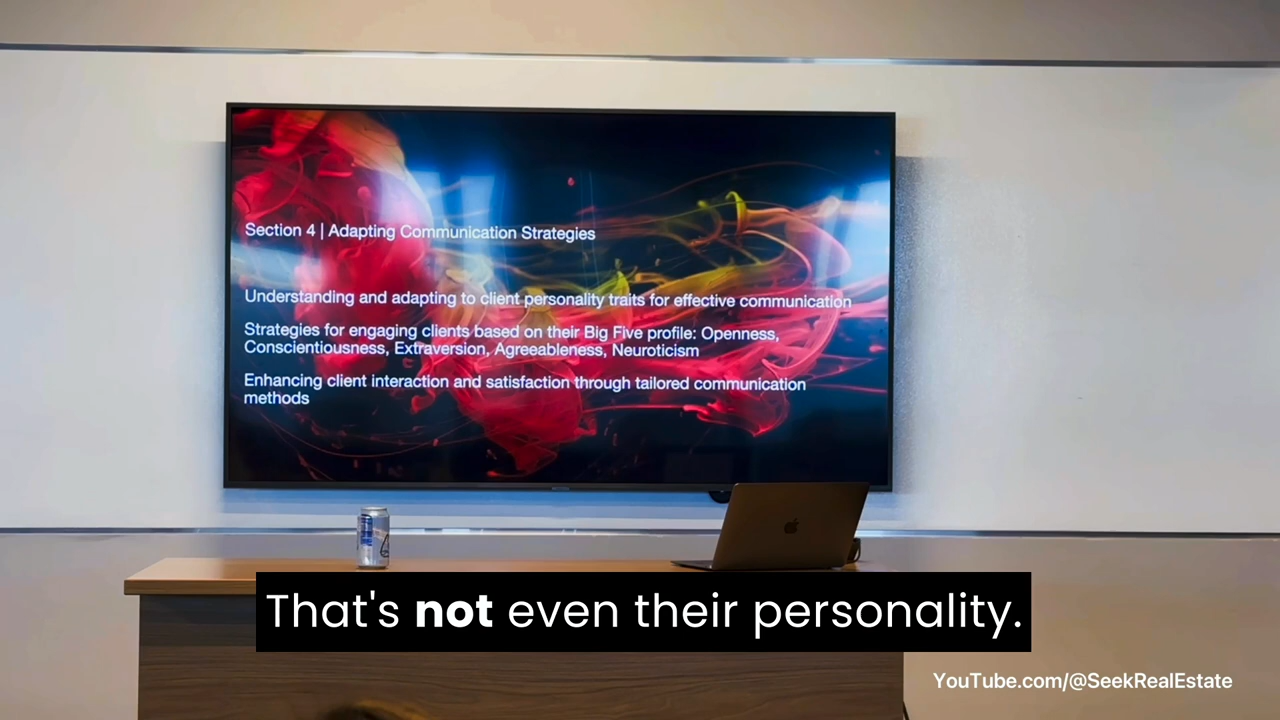 Section 4 | Adapting Communication Strategies
Understanding and adapting to client personality traits for effective communication
Strategies for engaging clients based on their Big Five profile: Openness,
Conscientiousness, Extraversion, Agreeableness, Neuroticism
Enhancing client interaction and satisfaction through tailored communication
methods
That's not even their personality.
YouTube.com/@SeekRealEstate